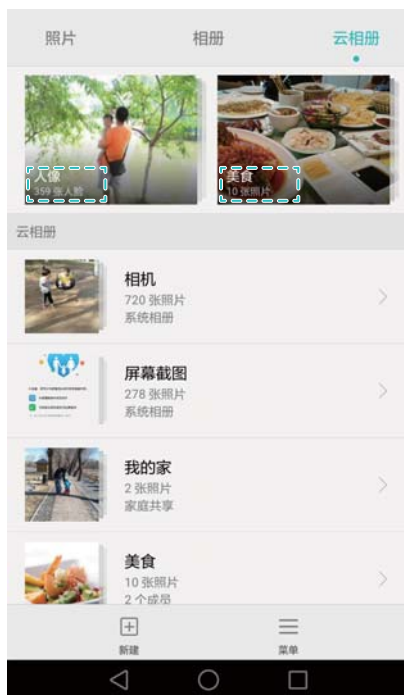 照片 相册 云相册
人像
359 张人脸
美食
10 张照片
云相册
相机
720 张照片
系统相册
屏幕截图
278 张照片
系统相册
我的家
2 张照片
家庭共享
美食
10 张照片
2 个成员
新建 菜单